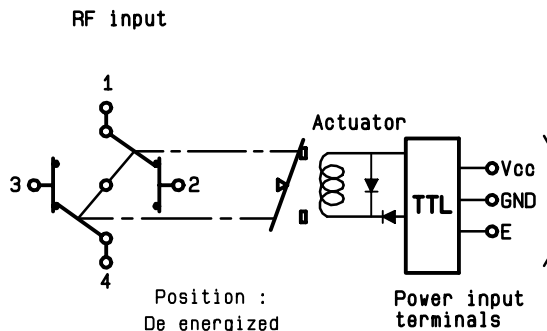 RF input
1
Actuator
3
2
TTL
Vcc
GND
E
4
Position :
De energized
Power input
terminals